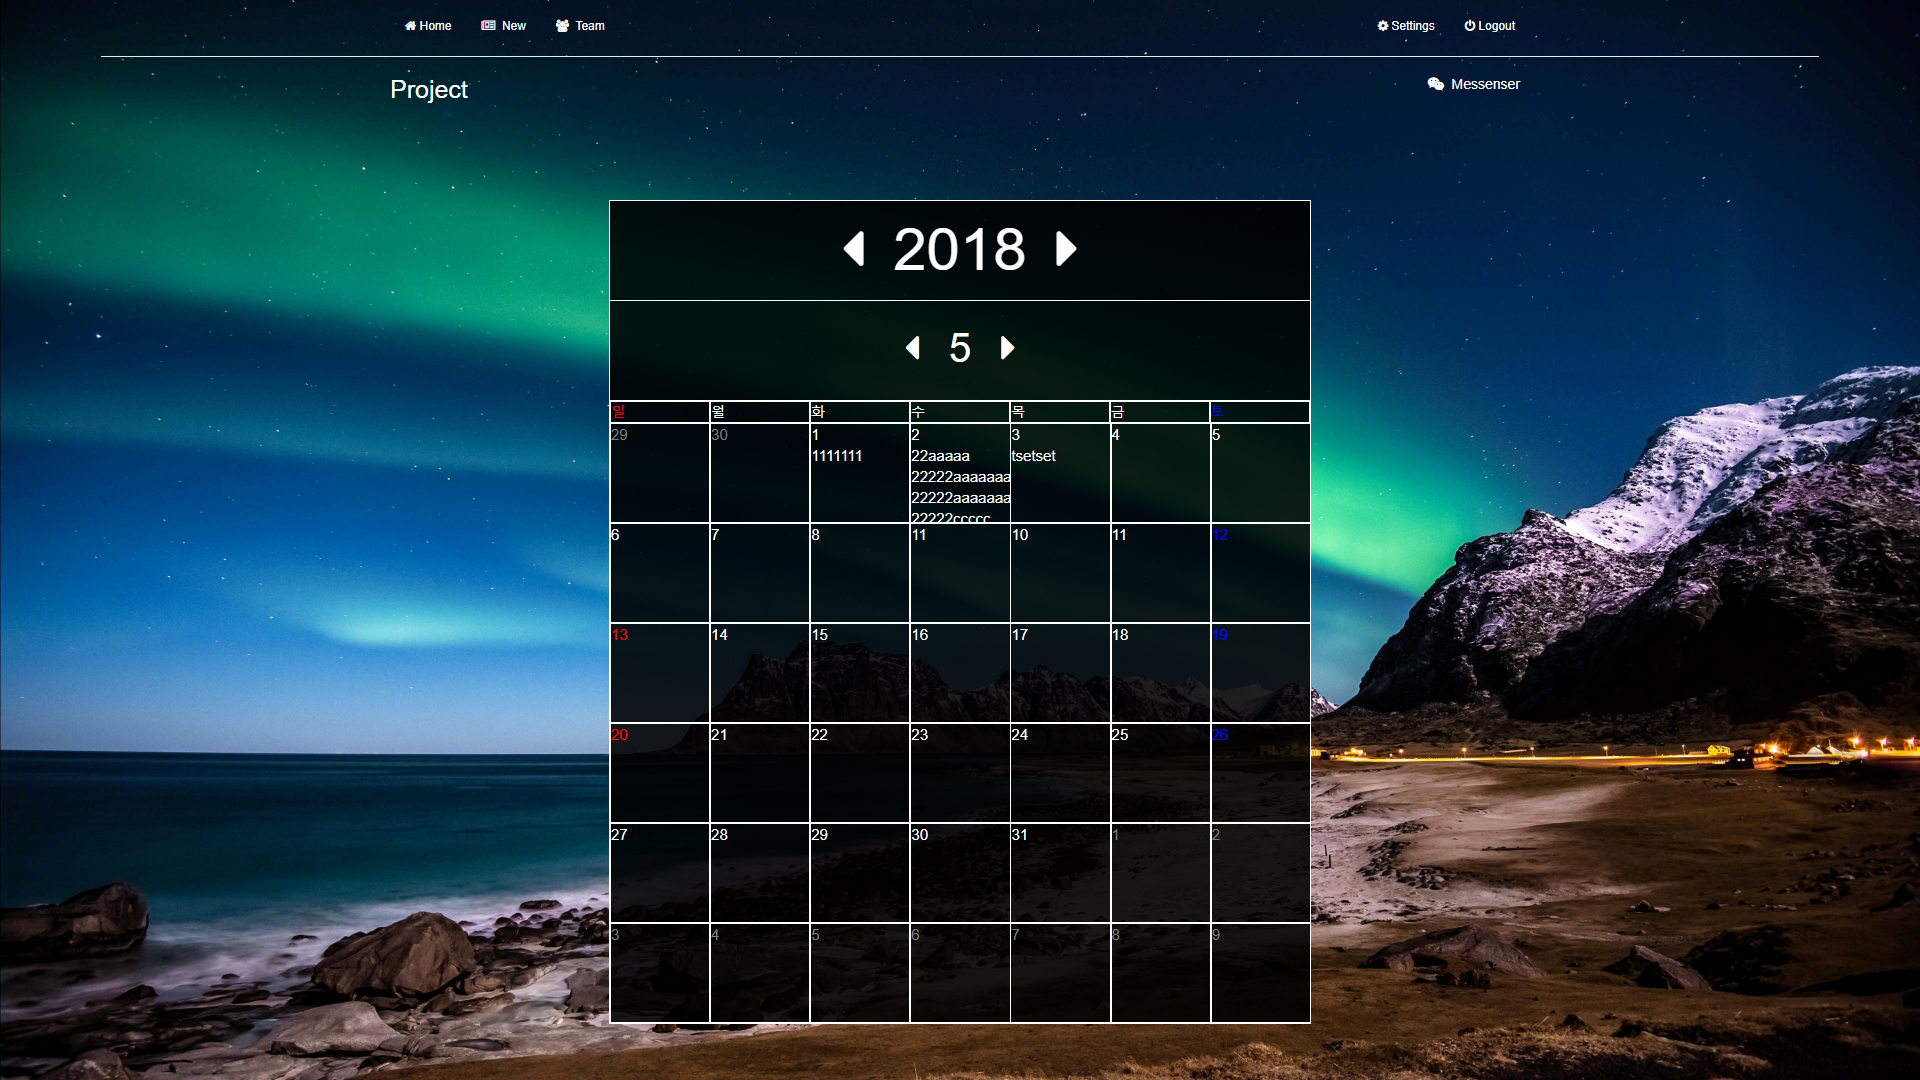 Home New Team Settings Logout
Project Messenser
2018
5
일 월 화 수 목 금 토
29 30 1 2 3 4 5
1111111 22aaaaa tsetset
22222aaaaaaa
22222aaaaaaa
22222ccccc
6 7 8 11 10 11 12
13 14 15 16 17 18 19
20 21 22 23 24 25 26
27 28 29 30 31 1 2
3 4 5 6 7 8 9